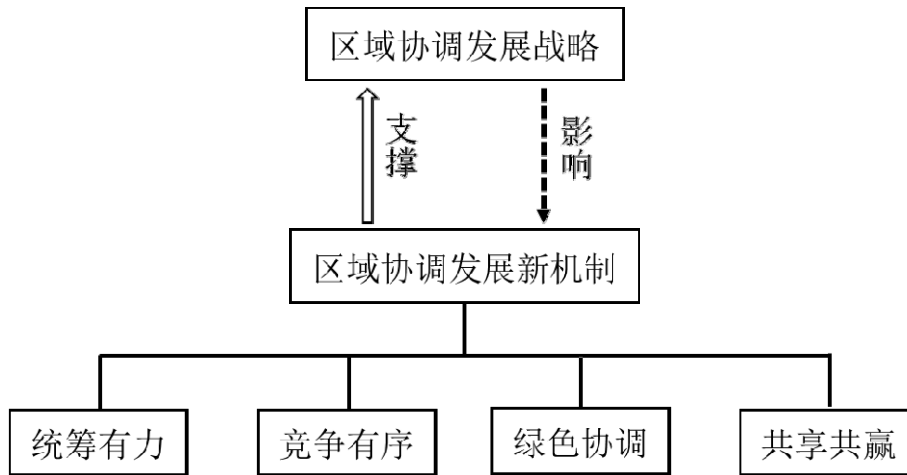 区域协调发展战略
支撑
影响
区域协调发展新机制
统筹有力
竞争有序
绿色协调
共享共赢